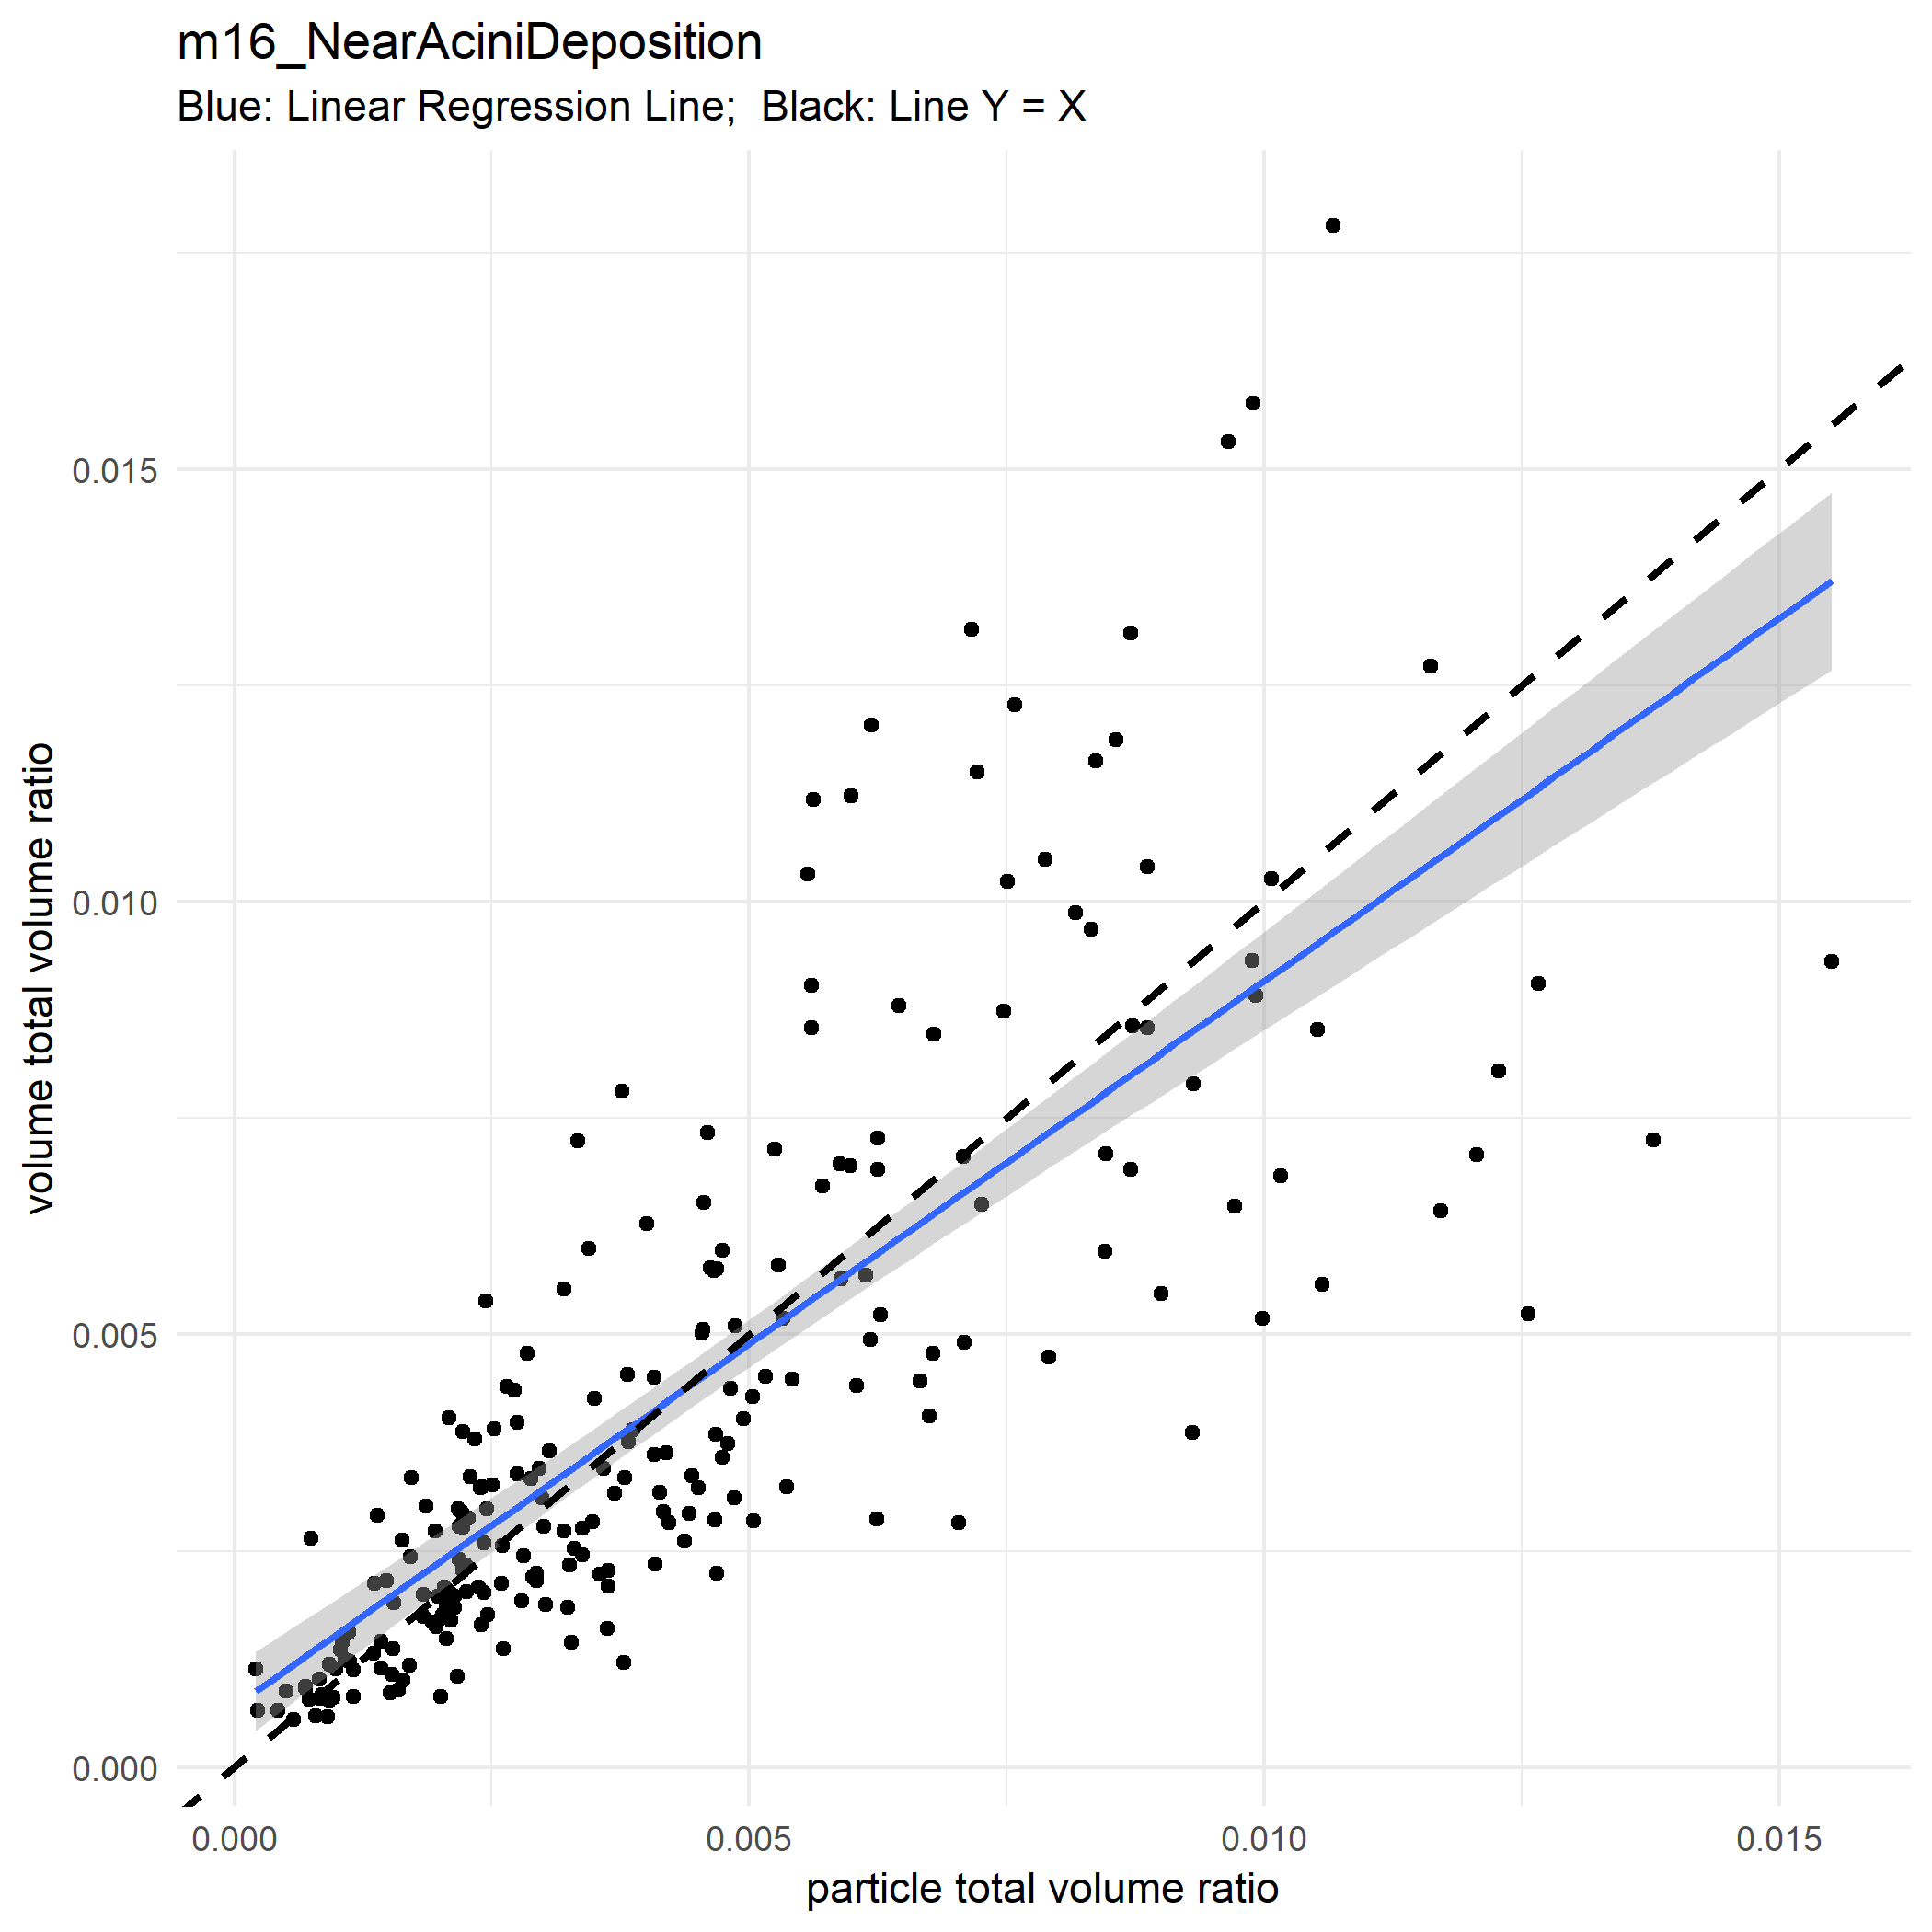 m16_NearAciniDeposition
Blue: Linear Regression Line;  Black: Line Y = X
volume total volume ratio
0.015
0.010
0.005
0.000
0.000 0.005 0.010 0.015
particle total volume ratio